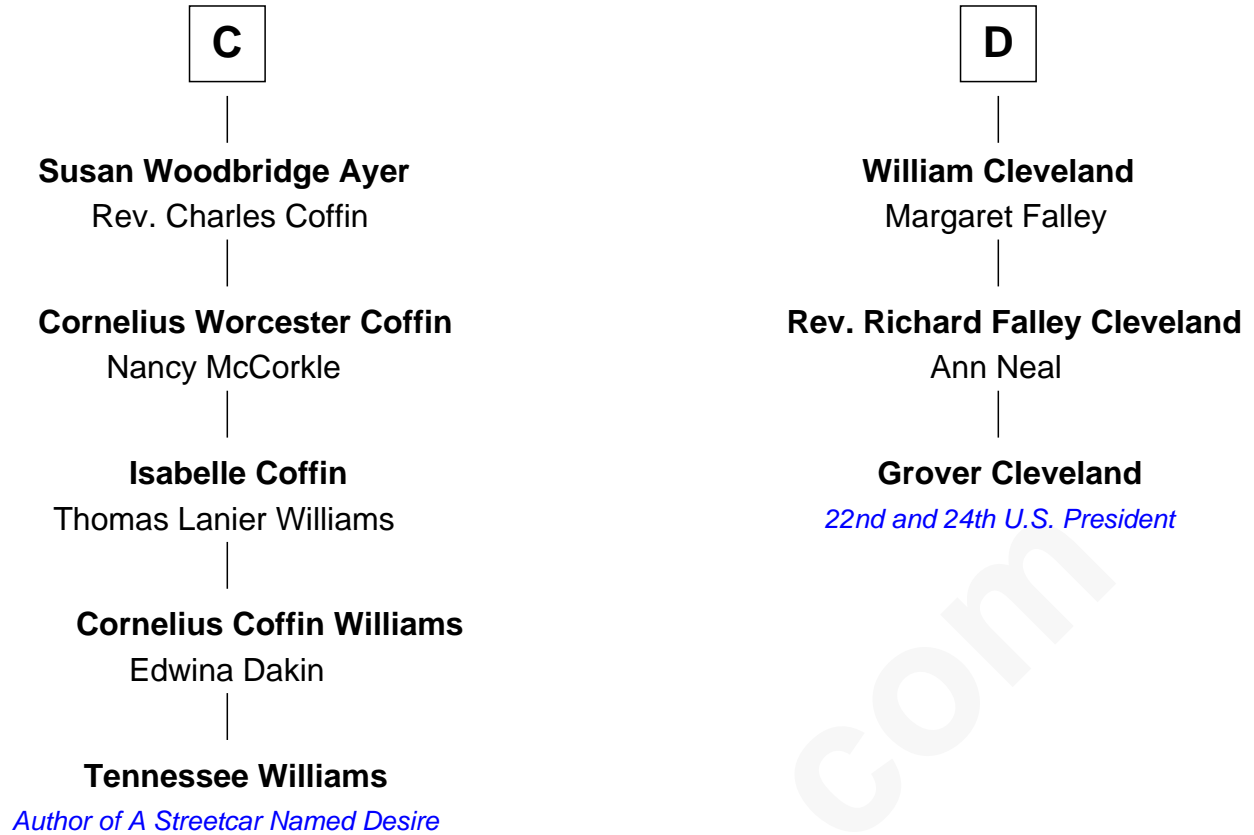 C
Susan Woodbridge Ayer
Rev. Charles Coffin
Cornelius Worcester Coffin
Nancy McCorkle
Isabelle Coffin
Thomas Lanier Williams
Cornelius Coffin Williams
Edwina Dakin
Tennessee Williams
Author of A Streetcar Named Desire
D
William Cleveland
Margaret Falley
Rev. Richard Falley Cleveland
Ann Neal
Grover Cleveland
22nd and 24th U.S. President
com